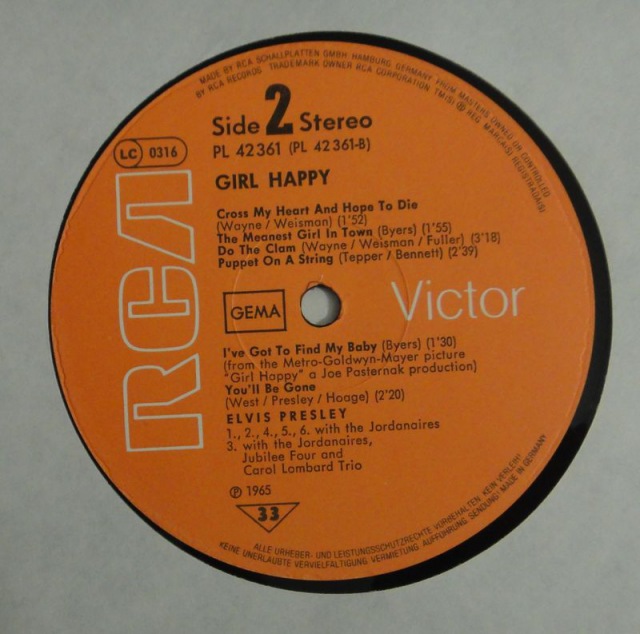 MADE BY RCA SCHALLPLATTEN GMBH HAMBURG GERMANY FROM MASTERS OWNED OR CONTROLLED
BY RCA RECORDS TRADEMARK OWNER RCA CORPORATION TM(S) ® REG MARCA(S) REGISTRADA(S)
Side 2 Stereo
PL 42361 (PL 42361-B)
LC 0316
GIRL HAPPY
Cross My Heart And Hope To Die
(Wayne / Weisman) (1'52)
The Meanest Girl In Town (Byers) (1'55)
Do The Clam (Wayne / Weisman / Fuller) (3'18)
Puppet On A String (Tepper / Bennett) (2'39)
RCA
GEMA
Victor
I've Got To Find My Baby (Byers) (1'30)
(from the Metro-Goldwyn-Mayer picture
"Girl Happy" a Joe Pasternak production)
You'll Be Gone
(West / Presley / Hoage) (2'20)
ELVIS PRESLEY
1., 2., 4., 5., 6. with the Jordanaires
3. with the Jordanaires,
Jubilee Four and
Carol Lombard Trio
℗ 1965
33
ALLE URHEBER- UND LEISTUNGSSCHUTZRECHTE VORBEHALTEN. KEIN VERLEIH!
KEINE UNERLAUBTE VERVIELFÄLTIGUNG, VERMIETUNG, AUFFÜHRUNG, SENDUNG! MADE IN GERMANY